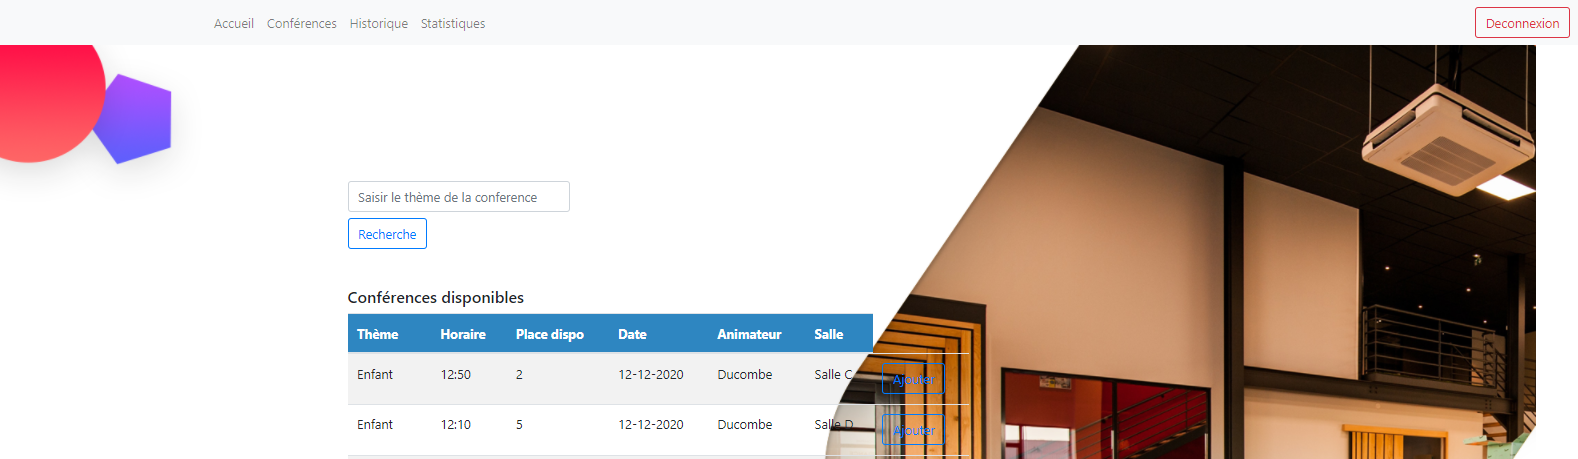 Accueil Conférences Historique Statistiques Deconnexion
Saisir le thème de la conference
Recherche
Conférences disponibles
Thème Horaire Place dispo Date Animateur Salle
Enfant 12:50 2 12-12-2020 Ducombe Salle C Ajouter
Enfant 12:10 5 12-12-2020 Ducombe Salle D Ajouter